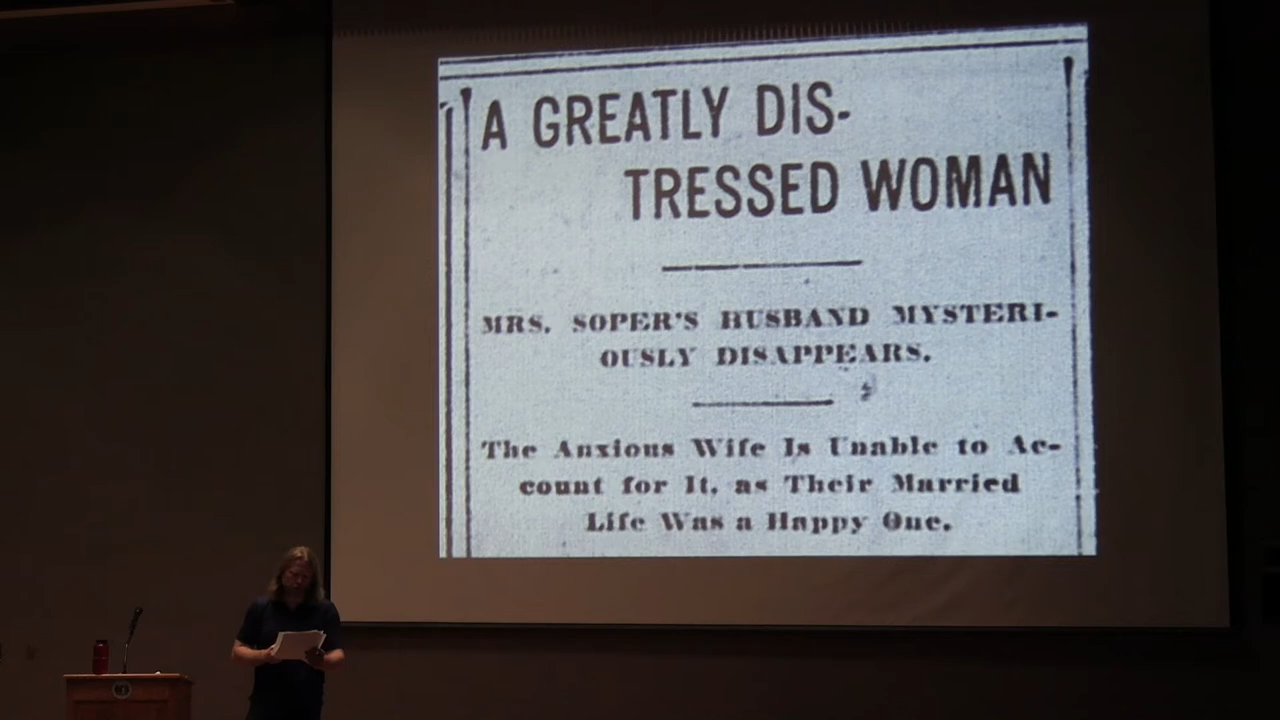 A GREATLY DIS-
TRESSED WOMAN
MRS. SOPER'S HUSBAND MYSTERI-
OUSLY DISAPPEARS.
The Anxious Wife Is Unable to Ac-
count for It, as Their Married
Life Was a Happy One.